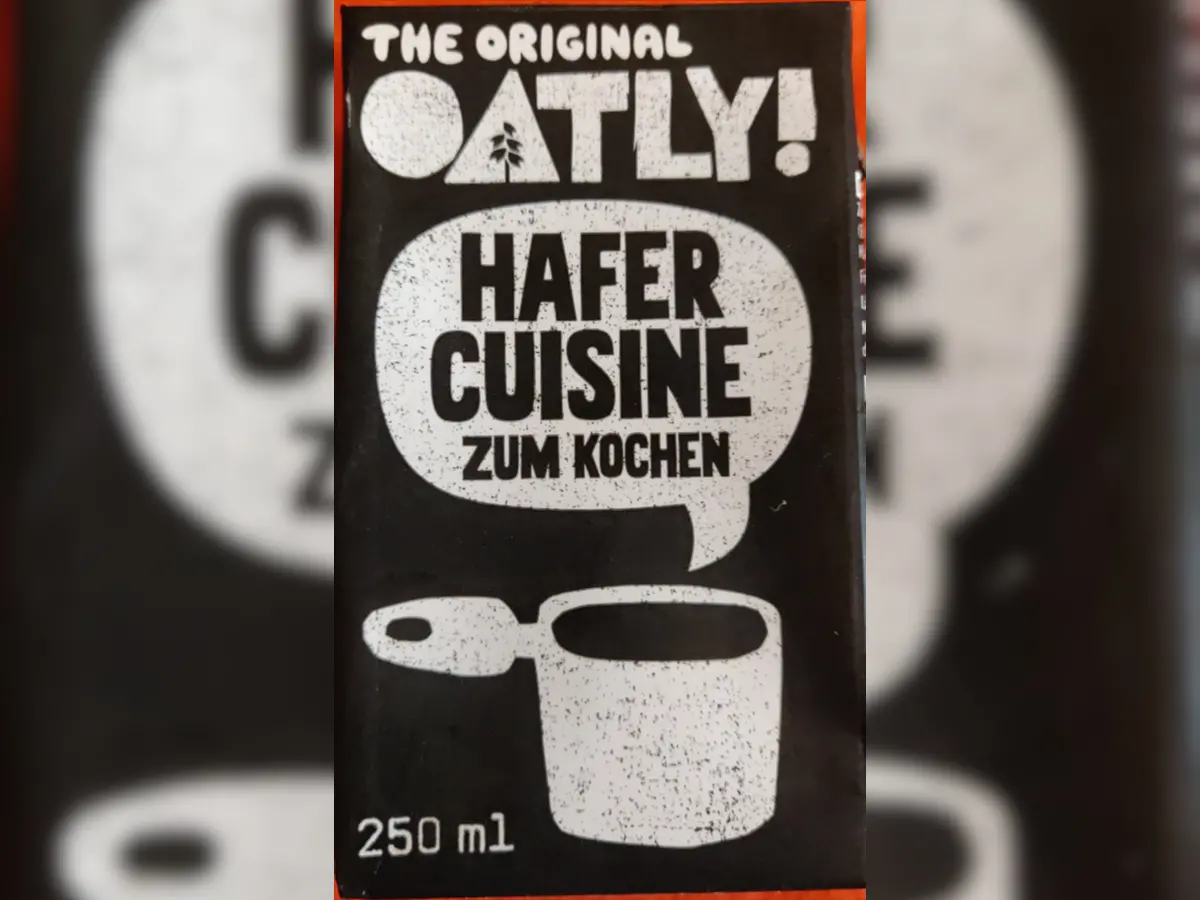 THE ORIGINAL
OATLY!
HAFER
CUISINE
ZUM KOCHEN
250 ml